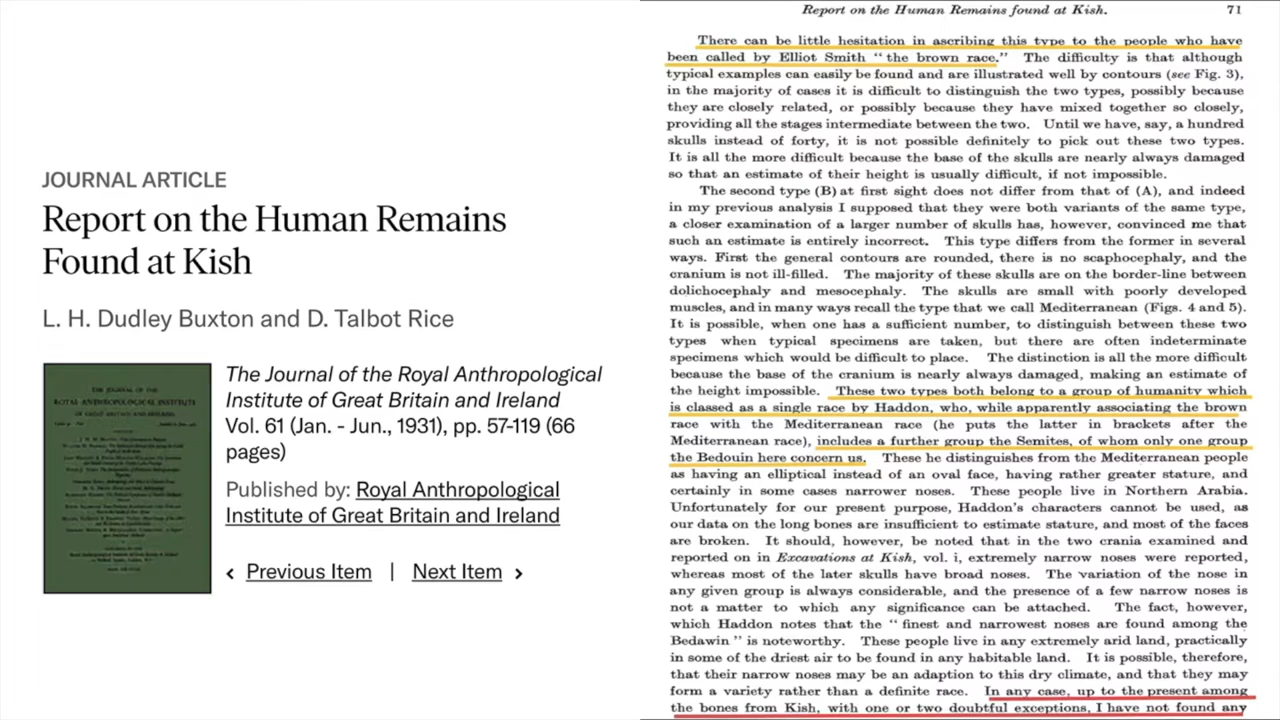 JOURNAL ARTICLE
Report on the Human Remains
Found at Kish
L. H. Dudley Buxton and D. Talbot Rice
The Journal of the Royal Anthropological
Institute of Great Britain and Ireland
Vol. 61 (Jan. - Jun., 1931), pp. 57-119 (66
pages)
Published by: Royal Anthropological
Institute of Great Britain and Ireland
‹ Previous Item | Next Item ›
THE JOURNAL OF THE
ROYAL ANTHROPOLOGICAL INSTITUTE
OF GREAT BRITAIN AND IRELAND
Report on the Human Remains found at Kish. 71
There can be little hesitation in ascribing this type to the people who have
been called by Elliot Smith "the brown race." The difficulty is that although
typical examples can easily be found and are illustrated well by contours (see Fig. 3),
in the majority of cases it is difficult to distinguish the two types, possibly because
they are closely related, or possibly because they have mixed together so closely,
providing all the stages intermediate between the two. Until we have, say, a hundred
skulls instead of forty, it is not possible definitely to pick out these two types.
It is all the more difficult because the base of the skulls are nearly always damaged
so that an estimate of their height is usually difficult, if not impossible.
The second type (B) at first sight does not differ from that of (A), and indeed
in my previous analysis I supposed that they were both variants of the same type,
a closer examination of a larger number of skulls has, however, convinced me that
such an estimate is entirely incorrect. This type differs from the former in several
ways. First the general contours are rounded, there is no scaphocephaly, and the
cranium is not ill-filled. The majority of these skulls are on the border-line between
dolichocephaly and mesocephaly. The skulls are small with poorly developed
muscles, and in many ways recall the type that we call Mediterranean (Figs. 4 and 5).
It is possible, when one has a sufficient number, to distinguish between these two
types when typical specimens are taken, but there are often indeterminate
specimens which would be difficult to place. The distinction is all the more difficult
because the base of the cranium is nearly always damaged, making an estimate of
the height impossible. These two types both belong to a group of humanity which
is classed as a single race by Haddon, who, while apparently associating the brown
race with the Mediterranean race (he puts the latter in brackets after the
Mediterranean race), includes a further group the Semites, of whom only one group
the Bedouin here concern us. These he distinguishes from the Mediterranean people
as having an elliptical instead of an oval face, having rather greater stature, and
certainly in some cases narrower noses. These people live in Northern Arabia.
Unfortunately for our present purpose, Haddon's characters cannot be used, as
our data on the long bones are insufficient to estimate stature, and most of the faces
are broken. It should, however, be noted that in the two crania examined and
reported on in Excavations at Kish, vol. i, extremely narrow noses were reported,
whereas most of the later skulls have broad noses. The variation of the nose in
any given group is always considerable, and the presence of a few narrow noses is
not a matter to which any significance can be attached. The fact, however,
which Haddon notes that the "finest and narrowest noses are found among the
Bedawin" is noteworthy. These people live in any extremely arid land, practically
in some of the driest air to be found in any habitable land. It is possible, therefore,
that their narrow noses may be an adaption to this dry climate, and that they may
form a variety rather than a definite race. In any case, up to the present among
the bones from Kish, with one or two doubtful exceptions, I have not found any